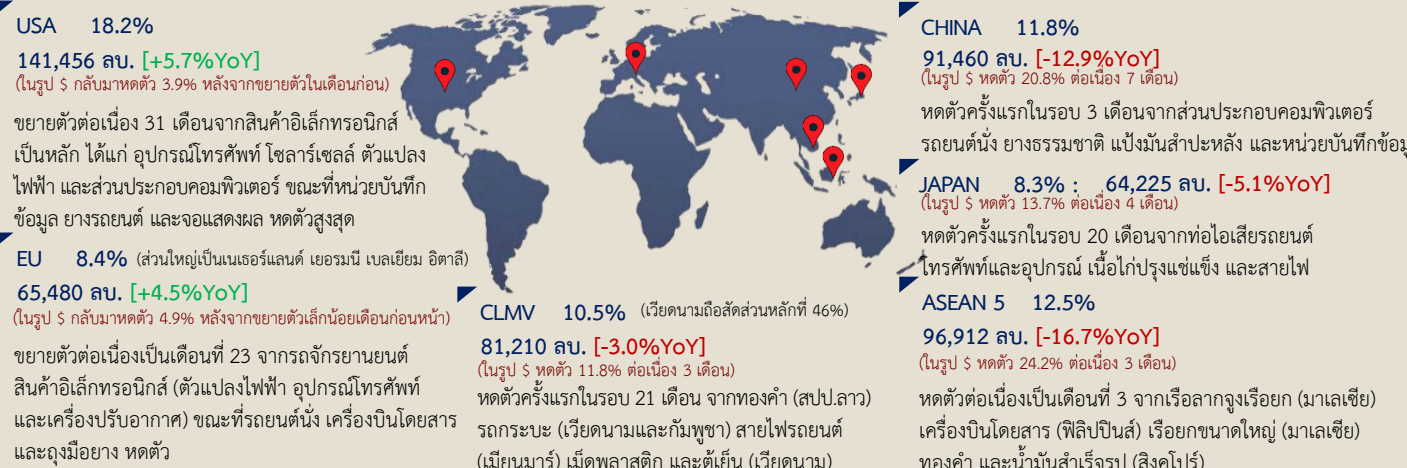 USA 18.2%
141,456 ลบ. [+5.7%YoY]
(ในรูป $ กลับมาหดตัว 3.9% หลังจากขยายตัวในเดือนก่อน)
ขยายตัวต่อเนื่อง 31 เดือนจากสินค้าอิเล็กทรอนิกส์
เป็นหลัก ได้แก่ อุปกรณ์โทรศัพท์ โซลาร์เซลล์ ตัวแปลง
ไฟฟ้า และส่วนประกอบคอมพิวเตอร์ ขณะที่หน่วยบันทึก
ข้อมูล ยางรถยนต์ และจอแสดงผล หดตัวสูงสุด
EU 8.4% (ส่วนใหญ่เป็นเนเธอร์แลนด์ เยอรมนี เบลเยียม อิตาลี)
65,480 ลบ. [+4.5%YoY]
(ในรูป $ กลับมาหดตัว 4.9% หลังจากขยายตัวเล็กน้อยเดือนก่อนหน้า)
ขยายตัวต่อเนื่องเป็นเดือนที่ 23 จากรถจักรยานยนต์
สินค้าอิเล็กทรอนิกส์ (ตัวแปลงไฟฟ้า อุปกรณ์โทรศัพท์
และเครื่องปรับอากาศ) ขณะที่รถยนต์นั่ง เครื่องบินโดยสาร
และถุงมือยาง หดตัว
CLMV 10.5% (เวียดนามถือสัดส่วนหลักที่ 46%)
81,210 ลบ. [-3.0%YoY]
(ในรูป $ หดตัว 11.8% ต่อเนื่อง 3 เดือน)
หดตัวครั้งแรกในรอบ 21 เดือน จากทองคำ (สปป.ลาว)
รถกระบะ (เวียดนามและกัมพูชา) สายไฟรถยนต์
(เมียนมาร์) เม็ดพลาสติก และตู้เย็น (เวียดนาม)
CHINA 11.8%
91,460 ลบ. [-12.9%YoY]
(ในรูป $ หดตัว 20.8% ต่อเนื่อง 7 เดือน)
หดตัวครั้งแรกในรอบ 3 เดือนจากส่วนประกอบคอมพิวเตอร์
รถยนต์นั่ง ยางธรรมชาติ แป้งมันสำปะหลัง และหน่วยบันทึกข้อมู
JAPAN 8.3% : 64,225 ลบ. [-5.1%YoY]
(ในรูป $ หดตัว 13.7% ต่อเนื่อง 4 เดือน)
หดตัวครั้งแรกในรอบ 20 เดือนจากท่อไอเสียรถยนต์
โทรศัพท์และอุปกรณ์ เนื้อไก่ปรุงแช่แข็ง และสายไฟ
ASEAN 5 12.5%
96,912 ลบ. [-16.7%YoY]
(ในรูป $ หดตัว 24.2% ต่อเนื่อง 3 เดือน)
หดตัวต่อเนื่องเป็นเดือนที่ 3 จากเรือลากจูงเรือยก (มาเลเซีย)
เครื่องบินโดยสาร (ฟิลิปปินส์) เรือยกขนาดใหญ่ (มาเลเซีย)
ทองคำ และน้ำมันสำเร็จรูป (สิงคโปร์)